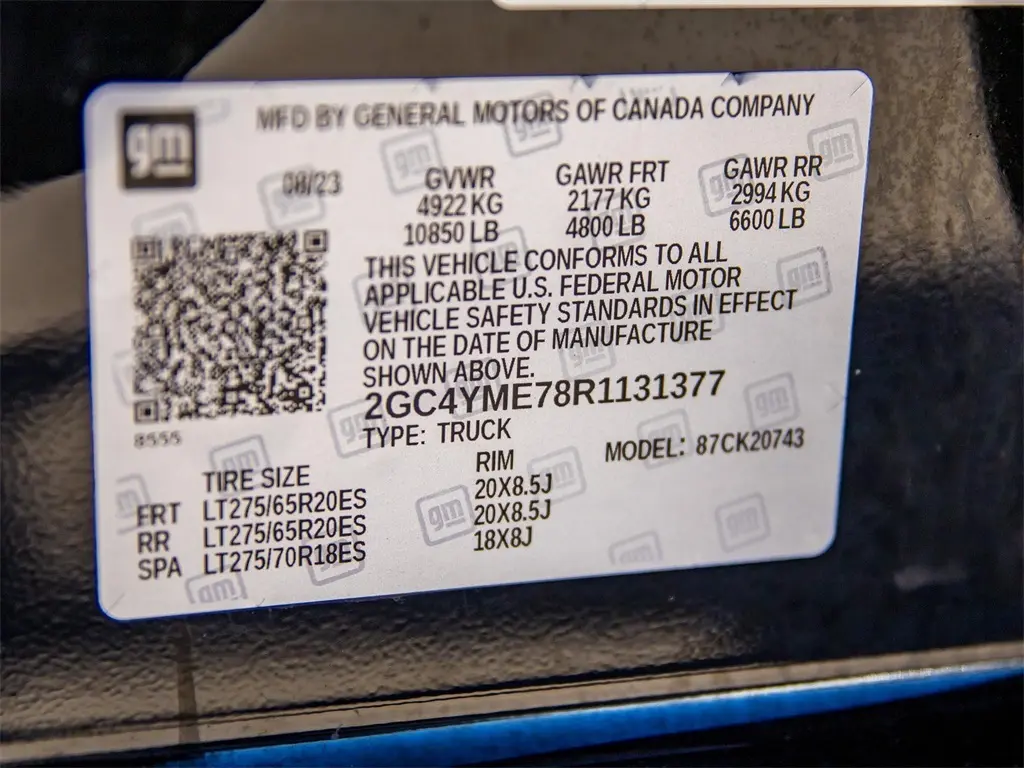 gm
MFD BY GENERAL MOTORS OF CANADA COMPANY
08/23 GVWR GAWR FRT GAWR RR
4922 KG 2177 KG 2994 KG
10850 LB 4800 LB 6600 LB
THIS VEHICLE CONFORMS TO ALL
APPLICABLE U.S. FEDERAL MOTOR
VEHICLE SAFETY STANDARDS IN EFFECT
ON THE DATE OF MANUFACTURE
SHOWN ABOVE.
2GC4YME78R1131377
8555
TYPE: TRUCK MODEL: 87CK20743
TIRE SIZE RIM
FRT LT275/65R20ES 20X8.5J
RR LT275/65R20ES 20X8.5J
SPA LT275/70R18ES 18X8J